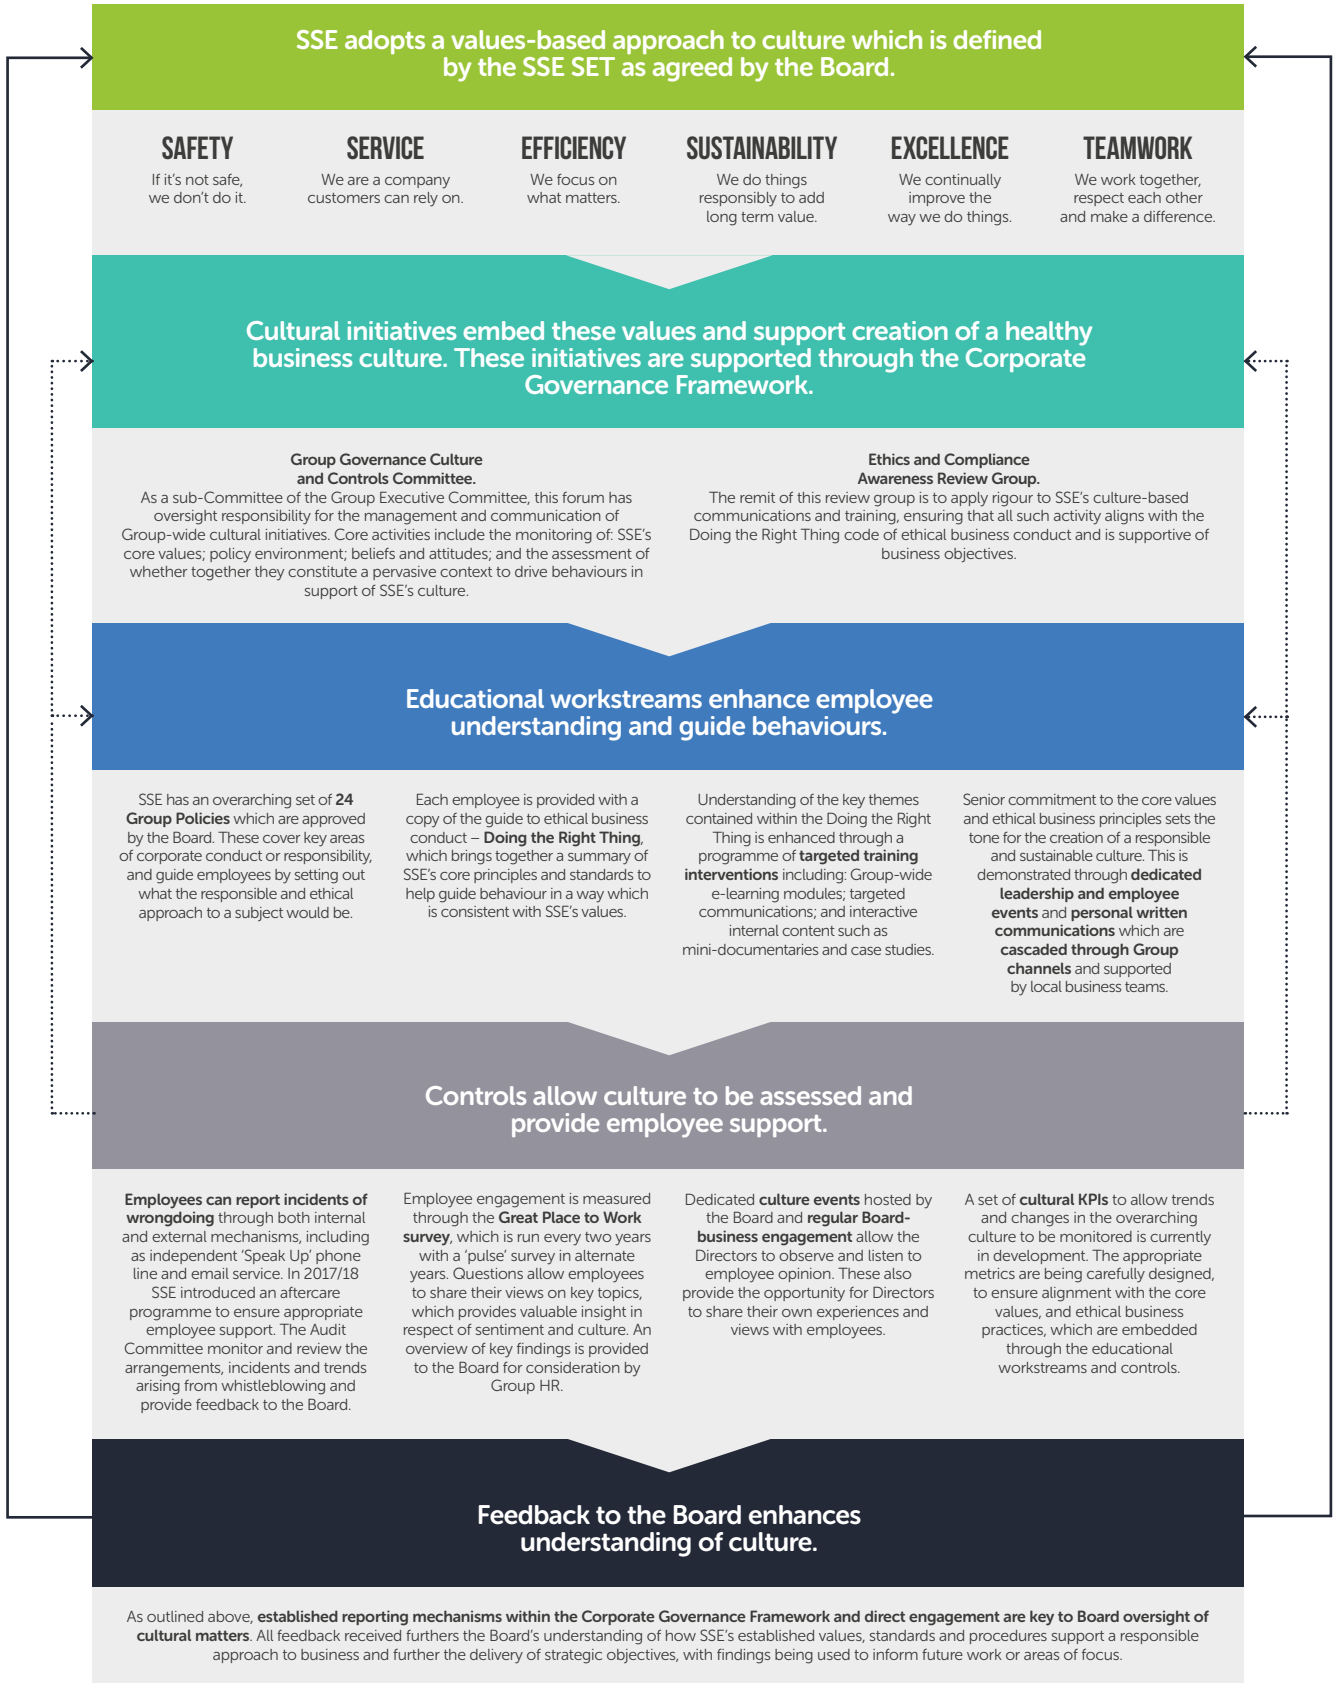 SSE adopts a values-based approach to culture which is defined
by the SSE SET as agreed by the Board.
SAFETY
If it’s not safe,
we don’t do it.
SERVICE
We are a company
customers can rely on.
EFFICIENCY
We focus on
what matters.
SUSTAINABILITY
We do things
responsibly to add
long term value.
EXCELLENCE
We continually
improve the
way we do things.
TEAMWORK
We work together,
respect each other
and make a difference.
Cultural initiatives embed these values and support creation of a healthy
business culture. These initiatives are supported through the Corporate
Governance Framework.
Group Governance Culture
and Controls Committee.
As a sub-Committee of the Group Executive Committee, this forum has
oversight responsibility for the management and communication of
Group-wide cultural initiatives. Core activities include the monitoring of: SSE’s
core values; policy environment; beliefs and attitudes; and the assessment of
whether together they constitute a pervasive context to drive behaviours in
support of SSE’s culture.
Ethics and Compliance
Awareness Review Group.
The remit of this review group is to apply rigour to SSE’s culture-based
communications and training, ensuring that all such activity aligns with the
Doing the Right Thing code of ethical business conduct and is supportive of
business objectives.
Educational workstreams enhance employee
understanding and guide behaviours.
SSE has an overarching set of 24
Group Policies which are approved
by the Board. These cover key areas
of corporate conduct or responsibility,
and guide employees by setting out
what the responsible and ethical
approach to a subject would be.
Each employee is provided with a
copy of the guide to ethical business
conduct – Doing the Right Thing,
which brings together a summary of
SSE’s core principles and standards to
help guide behaviour in a way which
is consistent with SSE’s values.
Understanding of the key themes
contained within the Doing the Right
Thing is enhanced through a
programme of targeted training
interventions including: Group-wide
e-learning modules; targeted
communications; and interactive
internal content such as
mini-documentaries and case studies.
Senior commitment to the core values
and ethical business principles sets the
tone for the creation of a responsible
and sustainable culture. This is
demonstrated through dedicated
leadership and employee
events and personal written
communications which are
cascaded through Group
channels and supported
by local business teams.
Controls allow culture to be assessed and
provide employee support.
Employees can report incidents of
wrongdoing through both internal
and external mechanisms, including
as independent ‘Speak Up’ phone
line and email service. In 2017/18
SSE introduced an aftercare
programme to ensure appropriate
employee support. The Audit
Committee monitor and review the
arrangements, incidents and trends
arising from whistleblowing and
provide feedback to the Board.
Employee engagement is measured
through the Great Place to Work
survey, which is run every two years
with a ‘pulse’ survey in alternate
years. Questions allow employees
to share their views on key topics,
which provides valuable insight in
respect of sentiment and culture. An
overview of key findings is provided
to the Board for consideration by
Group HR.
Dedicated culture events hosted by
the Board and regular Board-
business engagement allow the
Directors to observe and listen to
employee opinion. These also
provide the opportunity for Directors
to share their own experiences and
views with employees.
A set of cultural KPIs to allow trends
and changes in the overarching
culture to be monitored is currently
in development. The appropriate
metrics are being carefully designed,
to ensure alignment with the core
values, and ethical business
practices, which are embedded
through the educational
workstreams and controls.
Feedback to the Board enhances
understanding of culture.
As outlined above, established reporting mechanisms within the Corporate Governance Framework and direct engagement are key to Board oversight of
cultural matters. All feedback received furthers the Board’s understanding of how SSE’s established values, standards and procedures support a responsible
approach to business and further the delivery of strategic objectives, with findings being used to inform future work or areas of focus.